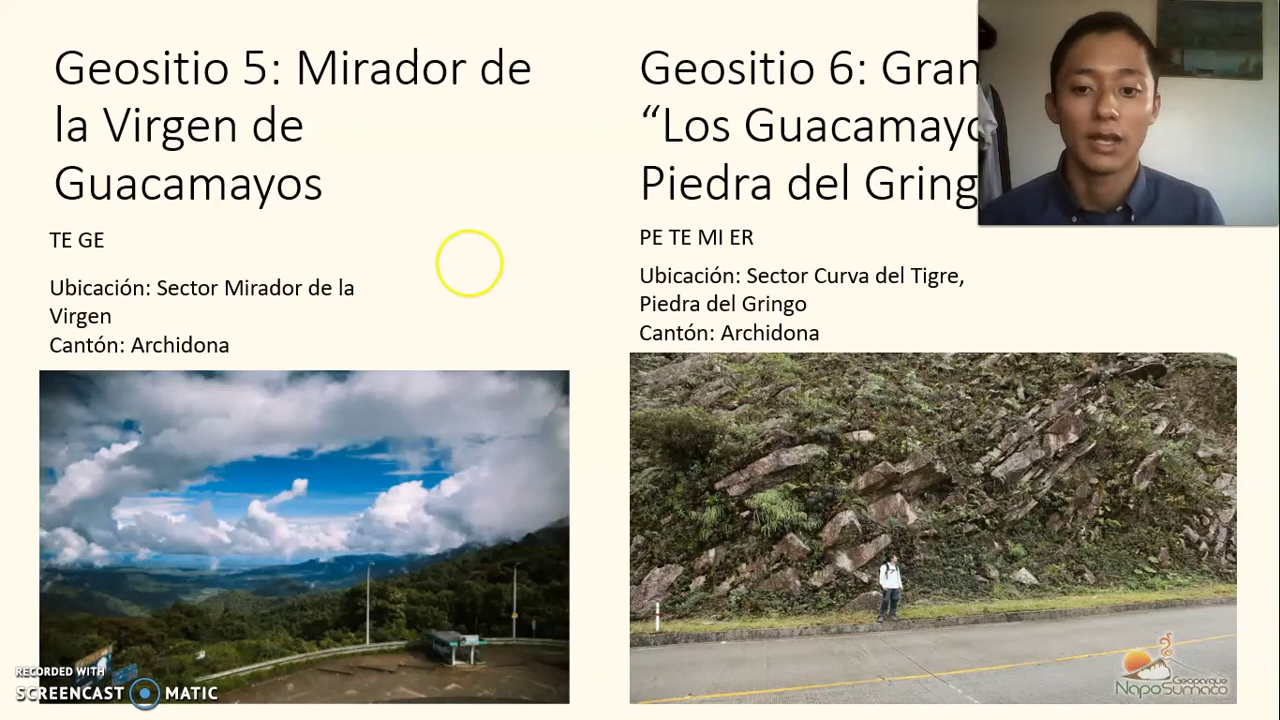 Geositio 5: Mirador de
la Virgen de
Guacamayos
TE GE
Ubicación: Sector Mirador de la
Virgen
Cantón: Archidona
Geositio 6: Gran
“Los Guacamayo
Piedra del Gring
PE TE MI ER
Ubicación: Sector Curva del Tigre,
Piedra del Gringo
Cantón: Archidona
RECORDED WITH
SCREENCAST MATIC
Geoparque
NapoSumaco